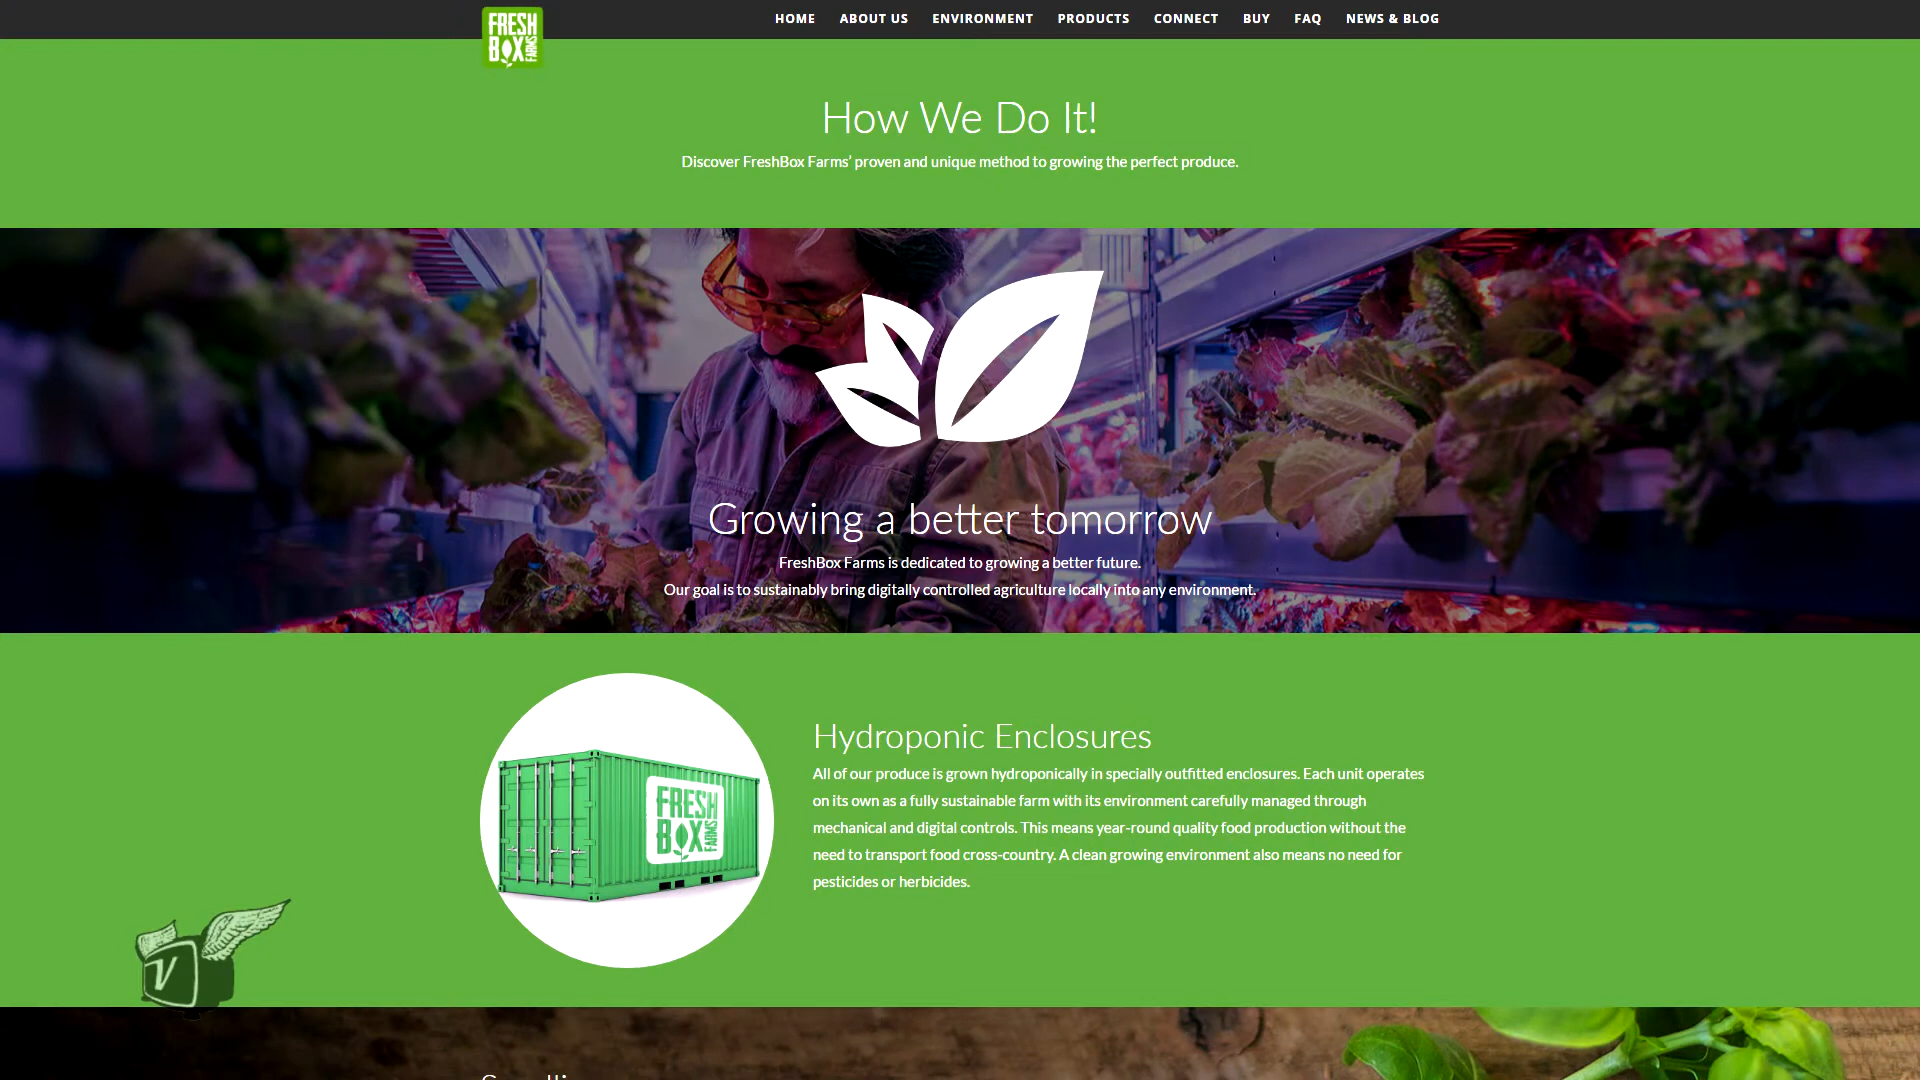 FRESH
BOX
FARMS
HOME ABOUT US ENVIRONMENT PRODUCTS CONNECT BUY FAQ NEWS & BLOG
How We Do It!
Discover FreshBox Farms’ proven and unique method to growing the perfect produce.
Growing a better tomorrow
FreshBox Farms is dedicated to growing a better future.
Our goal is to sustainably bring digitally controlled agriculture locally into any environment.
FRESH
BOX
FARMS
Hydroponic Enclosures
All of our produce is grown hydroponically in specially outfitted enclosures. Each unit operates
on its own as a fully sustainable farm with its environment carefully managed through
mechanical and digital controls. This means year-round quality food production without the
need to transport food cross-country. A clean growing environment also means no need for
pesticides or herbicides.
V